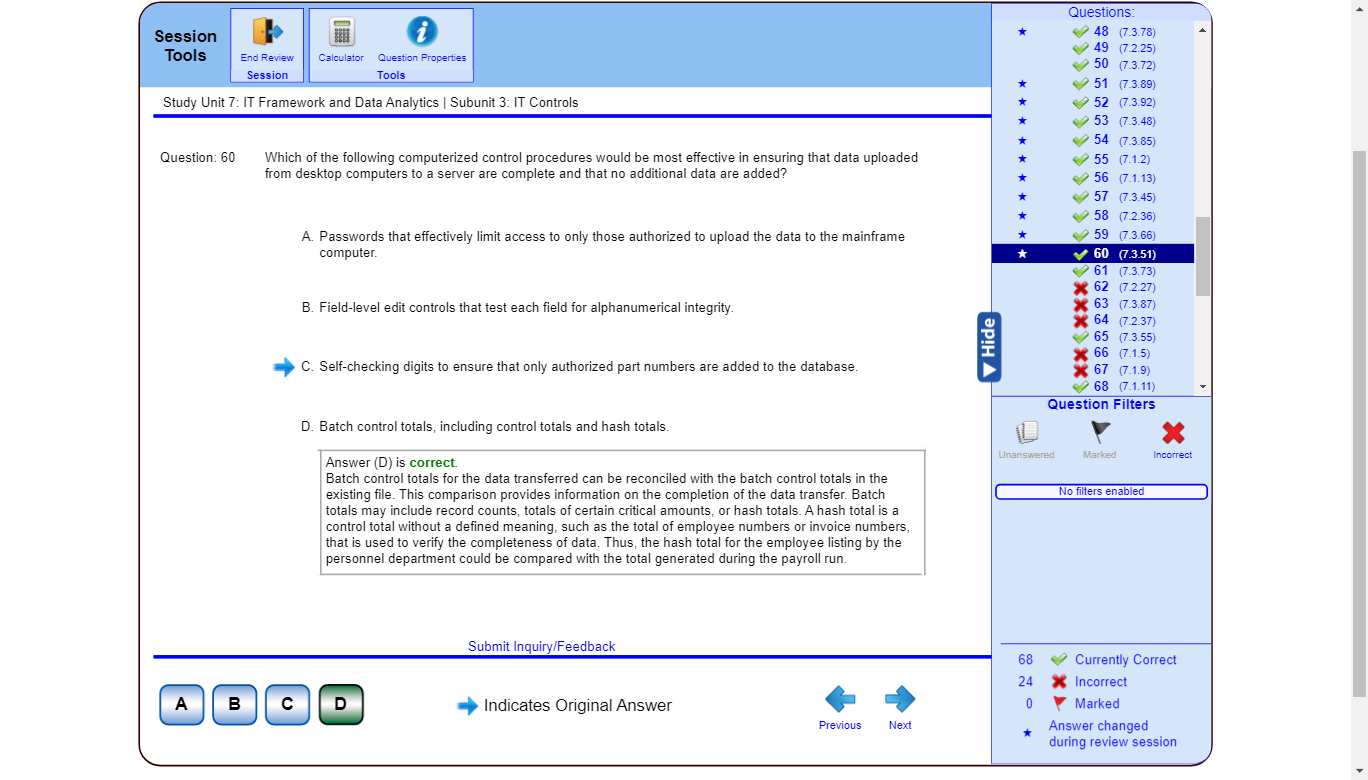 Session Tools
End Review
Session
Calculator
Question Properties
Tools
Study Unit 7: IT Framework and Data Analytics | Subunit 3: IT Controls
Question: 60
Which of the following computerized control procedures would be most effective in ensuring that data uploaded
from desktop computers to a server are complete and that no additional data are added?
A. Passwords that effectively limit access to only those authorized to upload the data to the mainframe
computer.
B. Field-level edit controls that test each field for alphanumerical integrity.
C. Self-checking digits to ensure that only authorized part numbers are added to the database.
D. Batch control totals, including control totals and hash totals.
Answer (D) is correct.
Batch control totals for the data transferred can be reconciled with the batch control totals in the
existing file. This comparison provides information on the completion of the data transfer. Batch
totals may include record counts, totals of certain critical amounts, or hash totals. A hash total is a
control total without a defined meaning, such as the total of employee numbers or invoice numbers,
that is used to verify the completeness of data. Thus, the hash total for the employee listing by the
personnel department could be compared with the total generated during the payroll run.
Submit Inquiry/Feedback
A
B
C
D
Indicates Original Answer
Previous
Next
Questions:
48 (7.3.78)
49 (7.2.25)
50 (7.3.72)
51 (7.3.89)
52 (7.3.92)
53 (7.3.48)
54 (7.3.85)
55 (7.1.2)
56 (7.1.13)
57 (7.3.45)
58 (7.2.36)
59 (7.3.66)
60 (7.3.51)
61 (7.3.73)
62 (7.2.27)
63 (7.3.87)
64 (7.2.37)
65 (7.3.55)
66 (7.1.5)
67 (7.1.9)
68 (7.1.11)
Hide
Question Filters
Unanswered
Marked
Incorrect
No filters enabled
68 Currently Correct
24 Incorrect
0 Marked
Answer changed
during review session